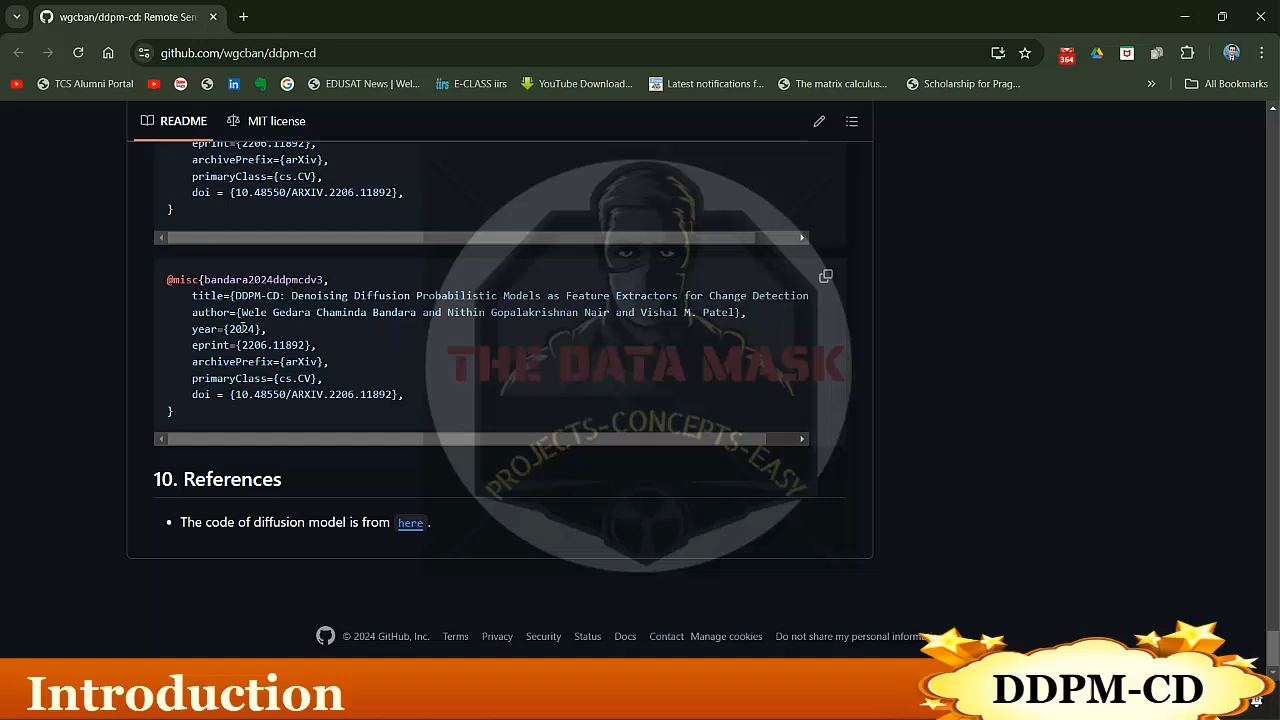 wgcban/ddpm-cd: Remote Sen
github.com/wgcban/ddpm-cd
364
TCS Alumni Portal
EDUSAT News | Wel...
E-CLASS iirs
YouTube Download...
Latest notifications f...
The matrix calculus...
Scholarship for Prag...
»
All Bookmarks
README
MIT license
eprint={2206.11892},
archivePrefix={arXiv},
primaryClass={cs.CV},
doi = {10.48550/ARXIV.2206.11892},
}
@misc{bandara2024ddpmcdv3,
title={DDPM-CD: Denoising Diffusion Probabilistic Models as Feature Extractors for Change Detection
author={Wele Gedara Chaminda Bandara and Nithin Gopalakrishnan Nair and Vishal M. Patel},
year={2024},
eprint={2206.11892},
archivePrefix={arXiv},
primaryClass={cs.CV},
doi = {10.48550/ARXIV.2206.11892},
}
THE DATA MASK
PROJECTS-CONCEPTS-EASY
10. References
• The code of diffusion model is from here .
© 2024 GitHub, Inc. Terms Privacy Security Status Docs Contact Manage cookies Do not share my personal
Introduction
DDPM-CD